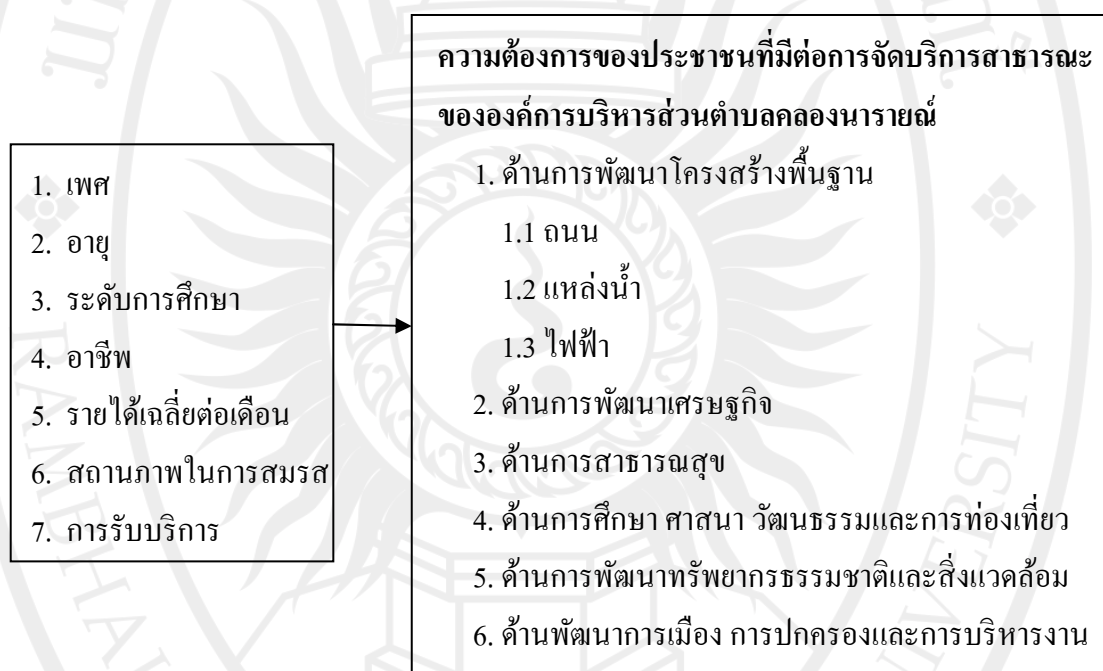 ความต้องการของประชาชนที่มีต่อการจัดบริการสาธารณะ
ขององค์การบริหารส่วนตำบลคลองนารายณ์
1. เพศ
2. อายุ
3. ระดับการศึกษา
4. อาชีพ
5. รายได้เฉลี่ยต่อเดือน
6. สถานภาพในการสมรส
7. การรับบริการ
1. ด้านการพัฒนาโครงสร้างพื้นฐาน
1.1 ถนน
1.2 แหล่งน้ำ
1.3 ไฟฟ้า
2. ด้านการพัฒนาเศรษฐกิจ
3. ด้านการสาธารณสุข
4. ด้านการศึกษา ศาสนา วัฒนธรรมและการท่องเที่ยว
5. ด้านการพัฒนาทรัพยากรธรรมชาติและสิ่งแวดล้อม
6. ด้านพัฒนาการเมือง การปกครองและการบริหารงาน